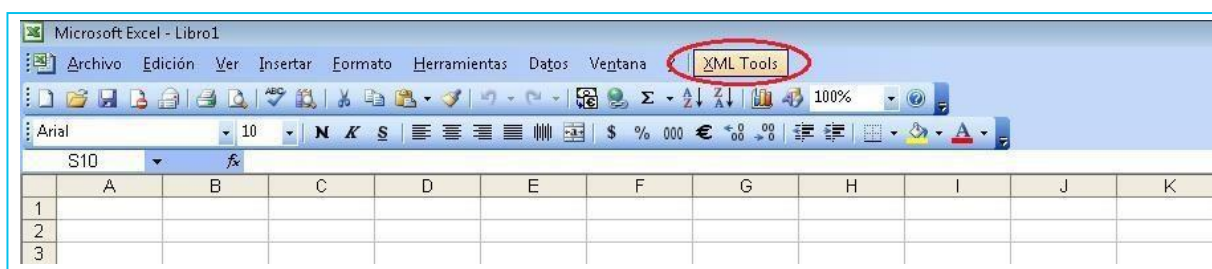 Microsoft Excel - Libro1
Archivo Edición Ver Insertar Formato Herramientas Datos Ventana ? XML Tools
ABC Σ A Z Z A 100%
Arial 10 N K S $ % 000 € A
S10 fx
A B C D E F G H I J K
1
2
3